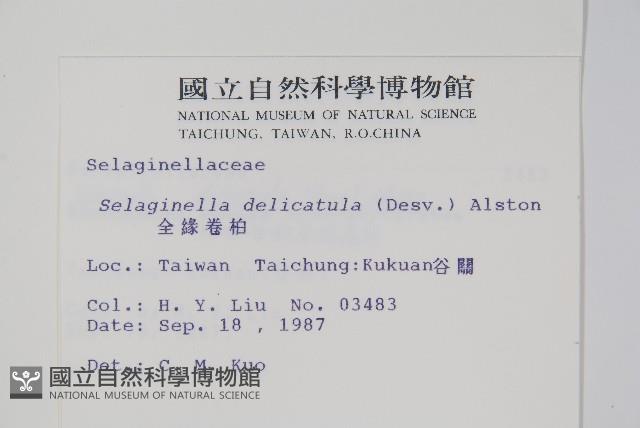 國立自然科學博物館
NATIONAL MUSEUM OF NATURAL SCIENCE
TAICHUNG, TAIWAN, R.O.CHINA
Selaginellaceae
Selaginella delicatula (Desv.) Alston
全緣卷柏
Loc.: Taiwan Taichung:Kukuan谷關
Col.: H. Y. Liu No. 03483
Date: Sep. 18 , 1987
Det.: C. M. Kuo
國立自然科學博物館
NATIONAL MUSEUM OF NATURAL SCIENCE